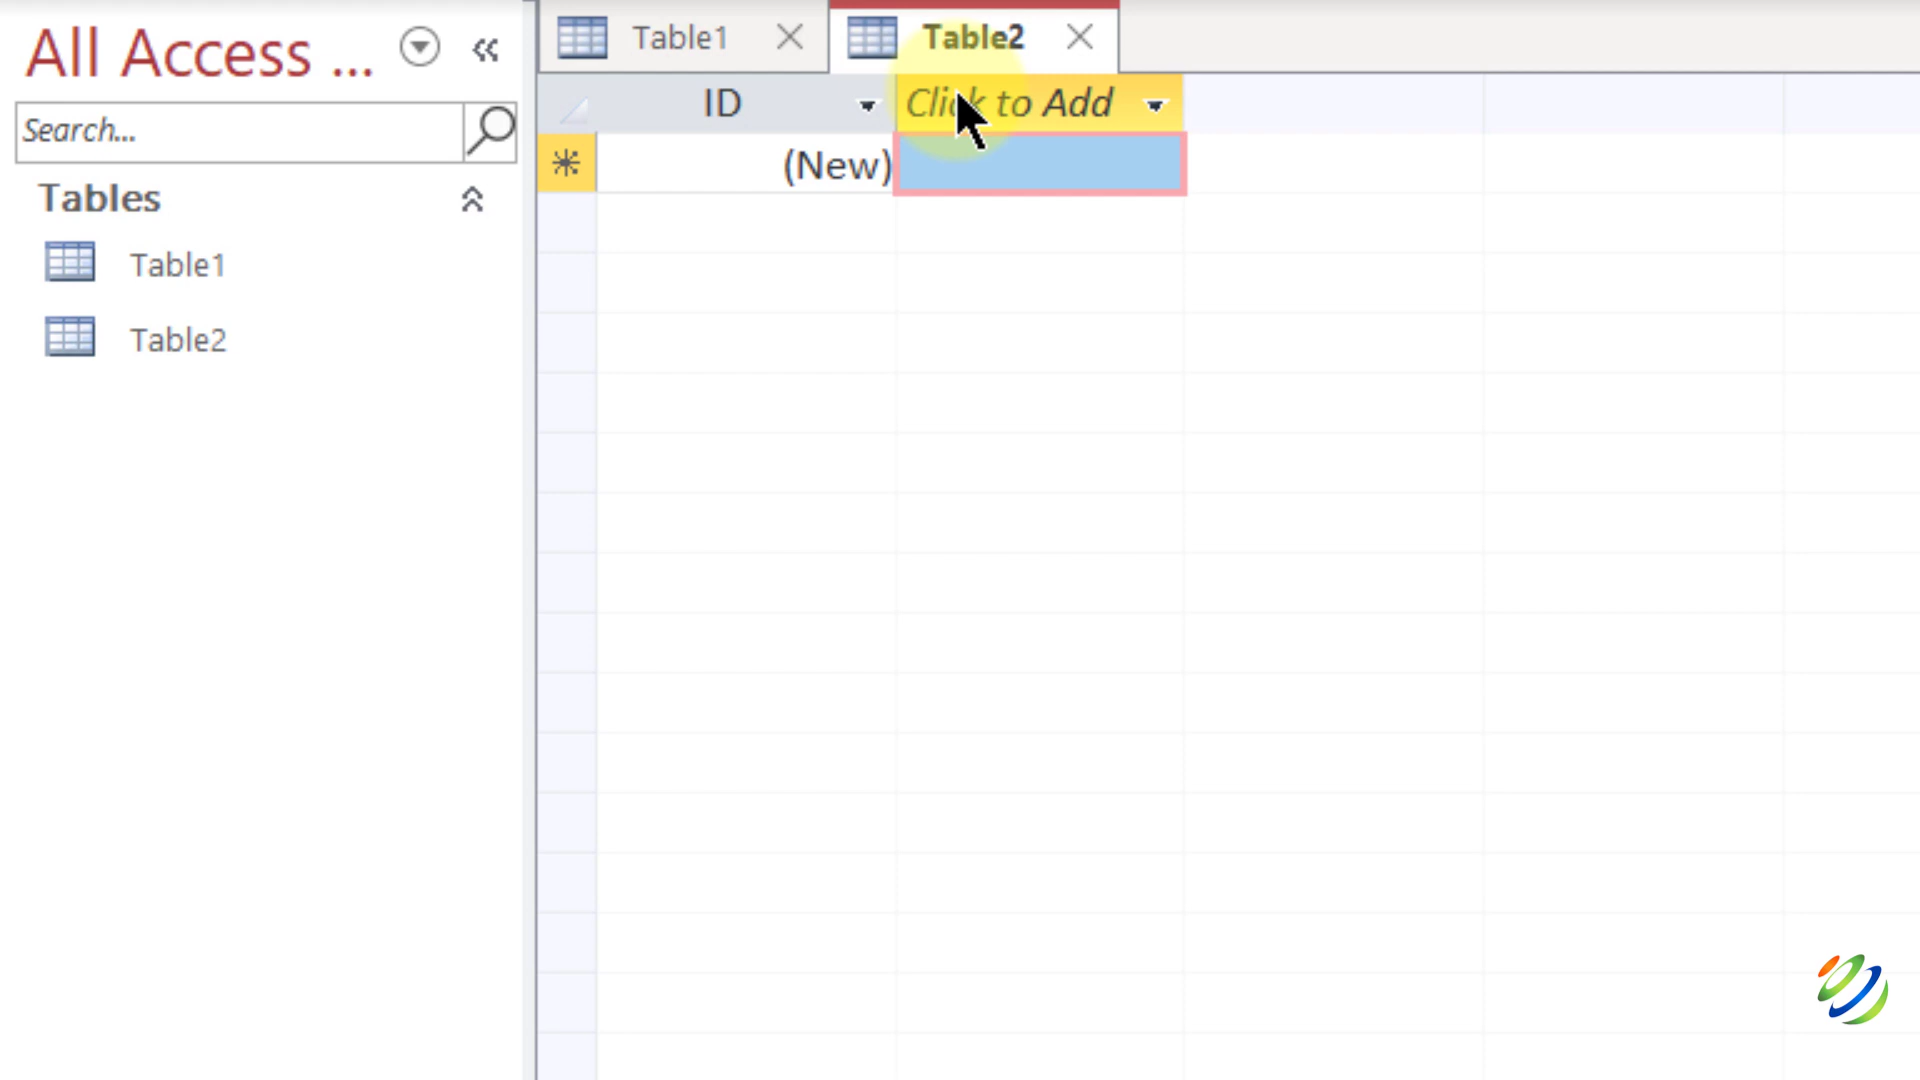 All Access ...
Search...
Tables
Table1
Table2
Table1
Table2
ID
Click to Add
(New)